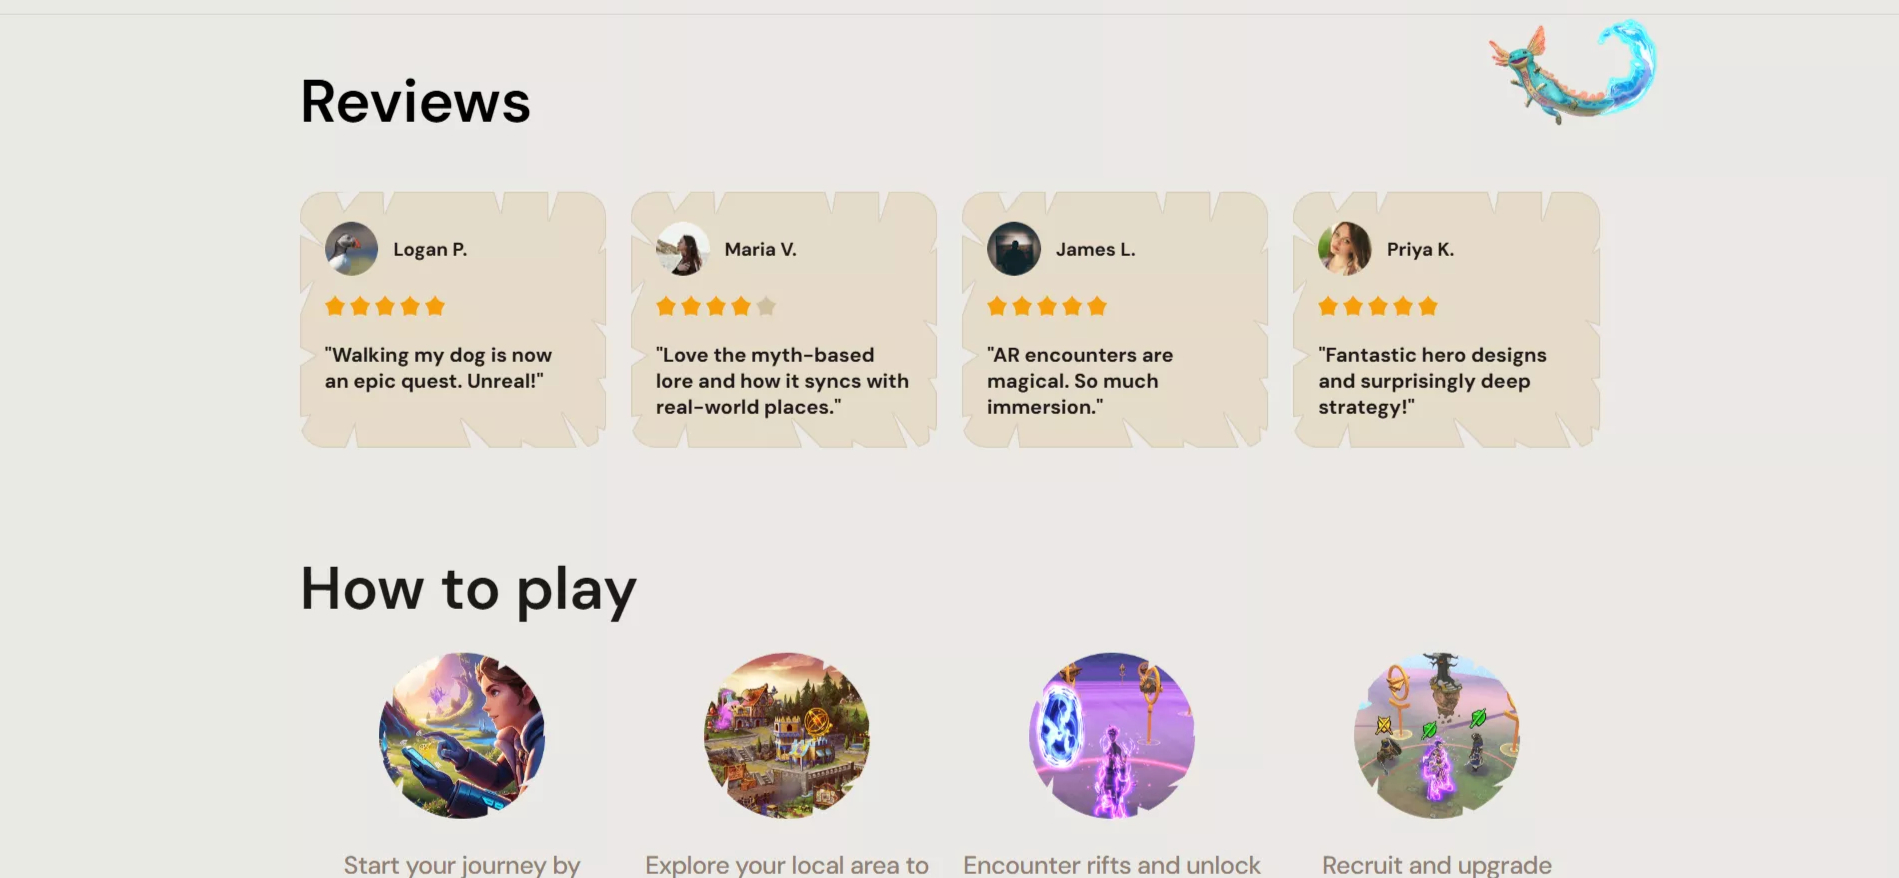 Reviews
Logan P.
"Walking my dog is now
an epic quest. Unreal!"
Maria V.
"Love the myth-based
lore and how it syncs with
real-world places."
James L.
"AR encounters are
magical. So much
immersion."
Priya K.
"Fantastic hero designs
and surprisingly deep
strategy!"
How to play
Start your journey by
Explore your local area to
Encounter rifts and unlock
Recruit and upgrade